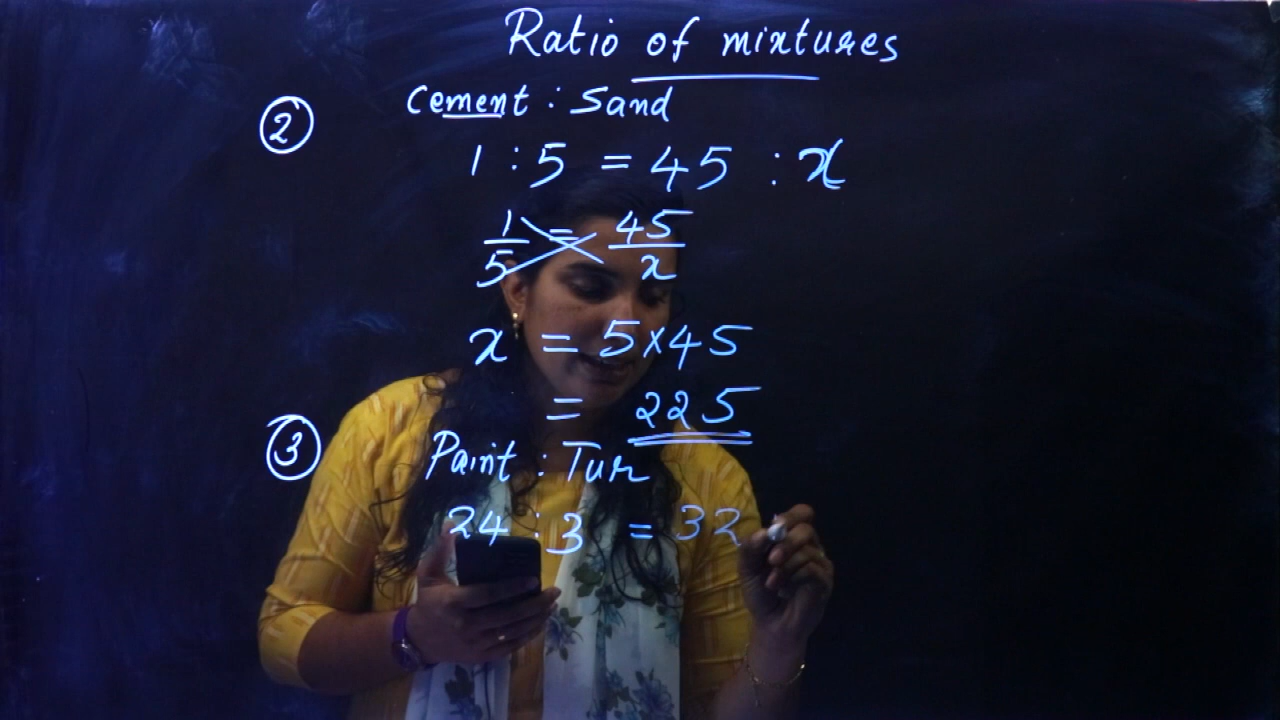 Ratio of mixtures
② Cement : Sand
1 : 5 = 45 : x
1/5 = 45/x
x = 5×45
= 225
③ Paint : Tur
24 : 3 = 32